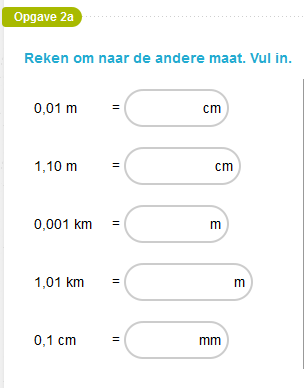 Opgave 2a
Reken om naar de andere maat. Vul in.
0,01 m = cm
1,10 m = cm
0,001 km = m
1,01 km = m
0,1 cm = mm